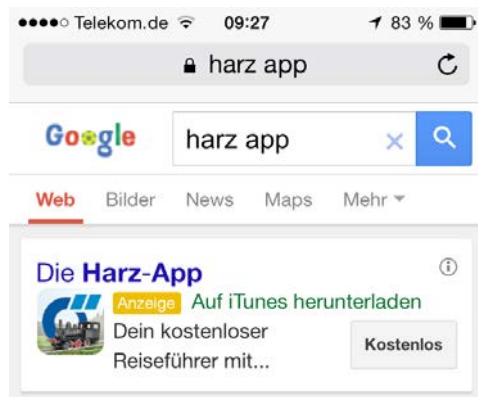 Telekom.de 09:27 83 %
harz app
Google harz app
Web Bilder News Maps Mehr
Die Harz-App
Anzeige Auf iTunes herunterladen
Dein kostenloser
Reiseführer mit...
Kostenlos